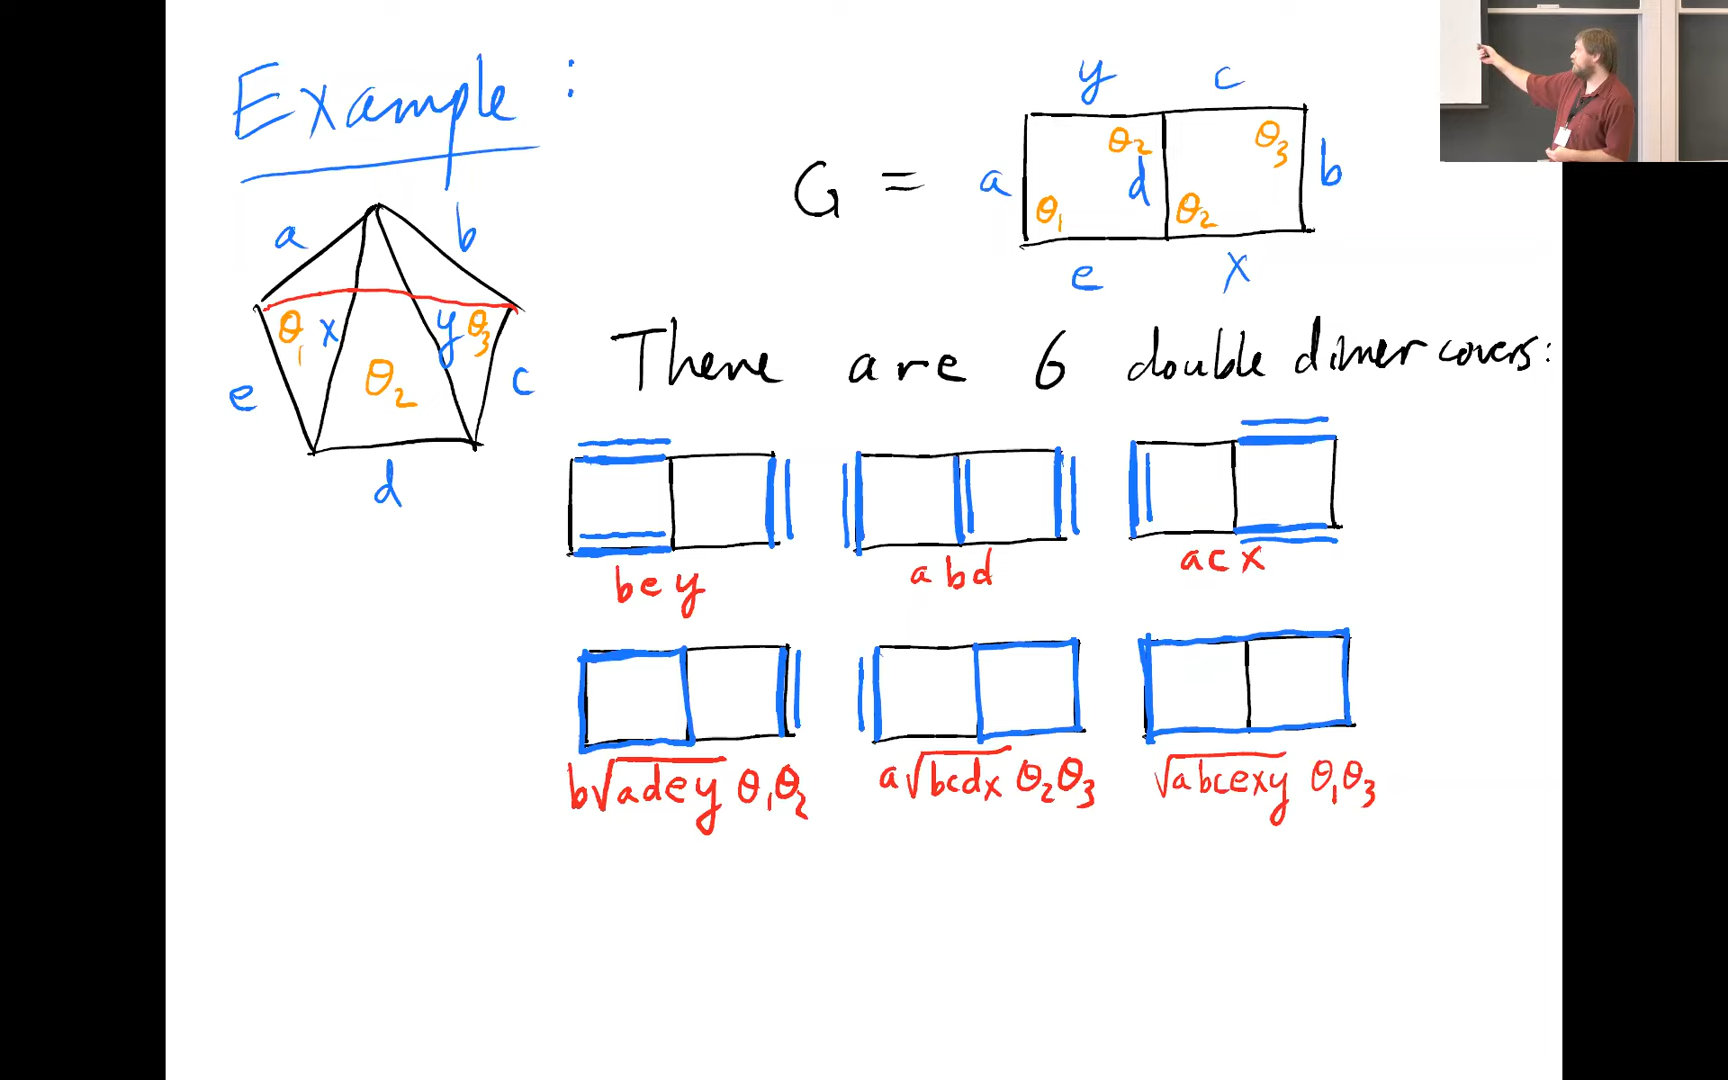 Example:
a b
θ₁ x y θ₃
θ₂
e c
d
y c
G = a θ₂ d θ₃ b
θ₁ θ₂
e x
There are 6 double dimer covers:
bey abd acx
b√adey θ₁θ₂ a√bcdx θ₂θ₃ √abcexy θ₁θ₃